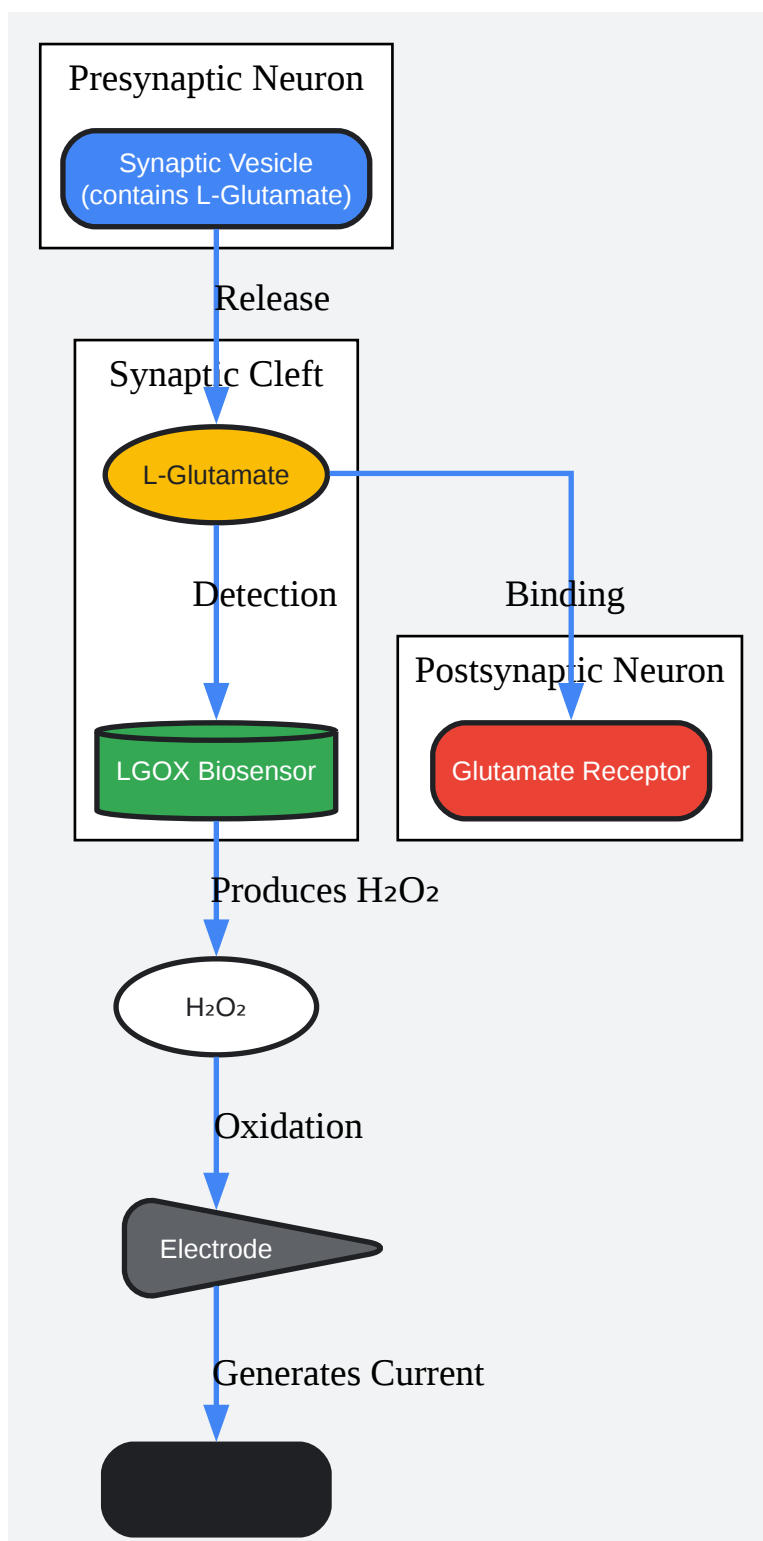 Presynaptic Neuron
Synaptic Vesicle
(contains L-Glutamate)
Release
Synaptic Cleft
L-Glutamate
Detection
Binding
Postsynaptic Neuron
LGOX Biosensor
Glutamate Receptor
Produces H₂O₂
H₂O₂
Oxidation
Electrode
Generates Current